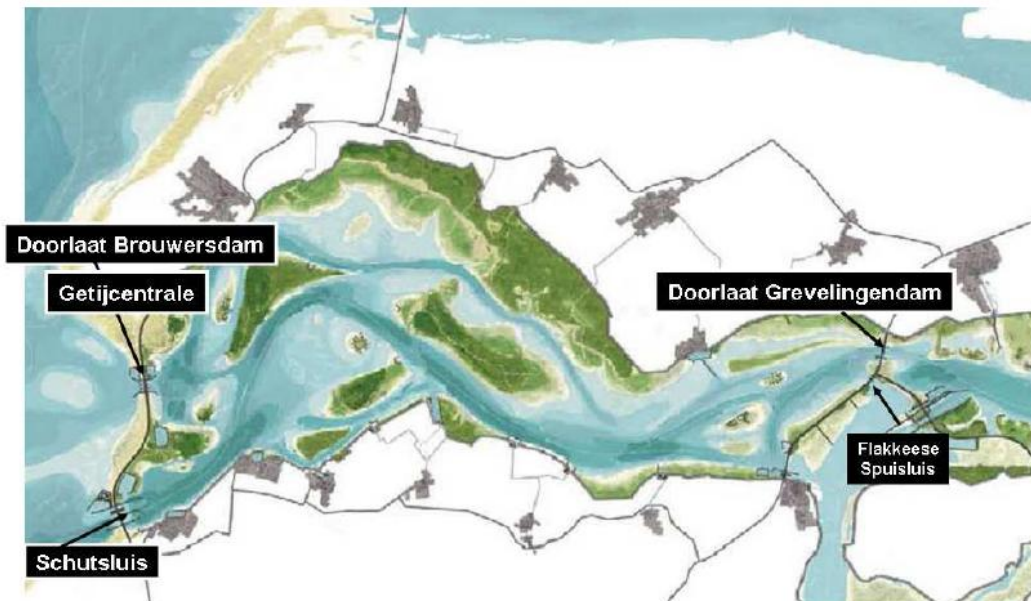 Doorlaat Brouwersdam
Getijcentrale
Doorlaat Grevelingendam
Flakkeese
Spuisluis
Schutsluis